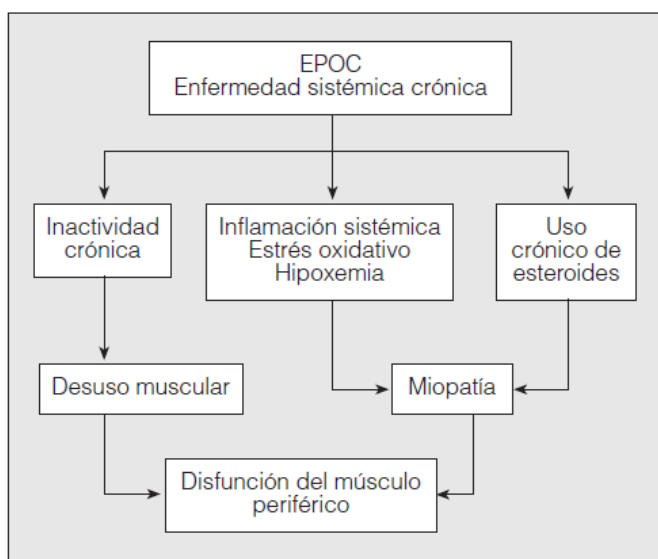 EPOC
Enfermedad sistémica crónica
Inactividad
crónica
Inflamación sistémica
Estrés oxidativo
Hipoxemia
Uso
crónico de
esteroides
Desuso muscular
Miopatía
Disfunción del músculo
periférico